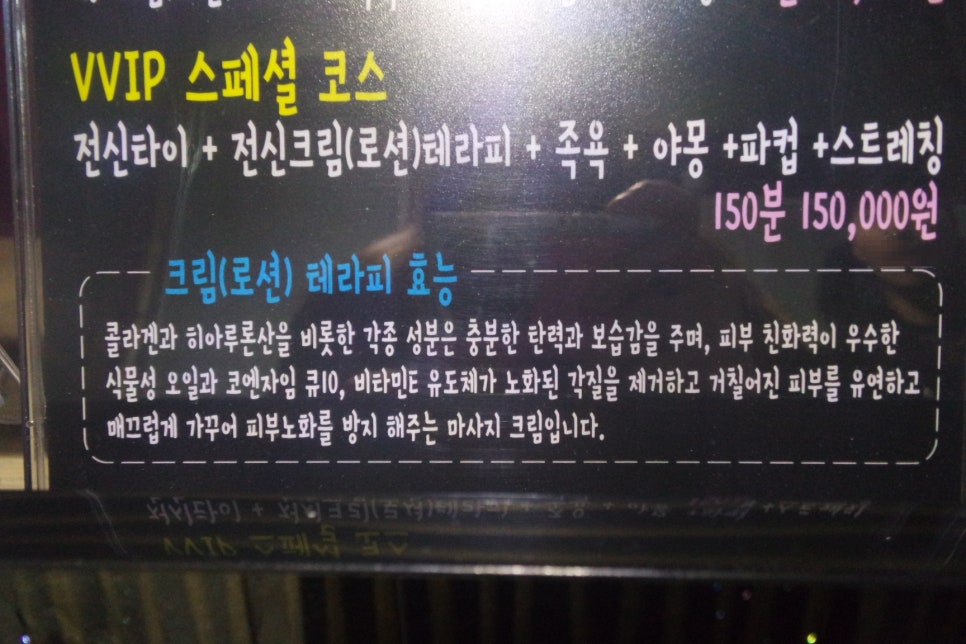 VVIP 스페셜 코스
전신타이 + 전신크림(로션)테라피 + 족욕 + 야몽 +파컵 +스트레칭
150분 150,000원
크림(로션) 테라피 효능
콜라겐과 히아루론산을 비롯한 각종 성분은 충분한 탄력과 보습감을 주며, 피부 친화력이 우수한
식물성 오일과 코엔자임 큐10, 비타민E 유도체가 노화된 각질을 제거하고 거칠어진 피부를 유연하고
매끄럽게 가꾸어 피부노화를 방지 해주는 마사지 크림입니다.